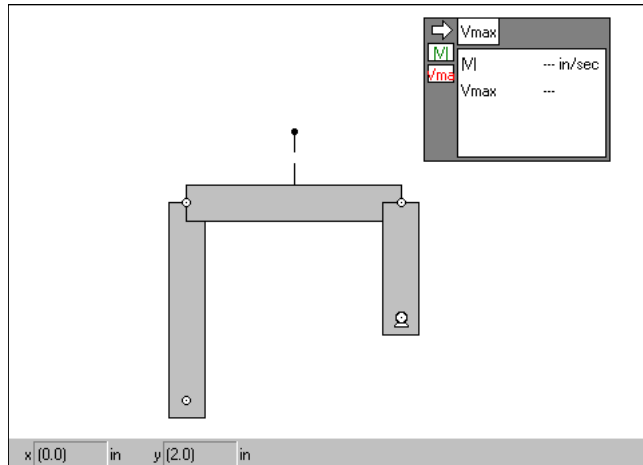 Vmax
|V|
Vma
|V| --- in/sec
Vmax ---
x (0.0) in y (2.0) in